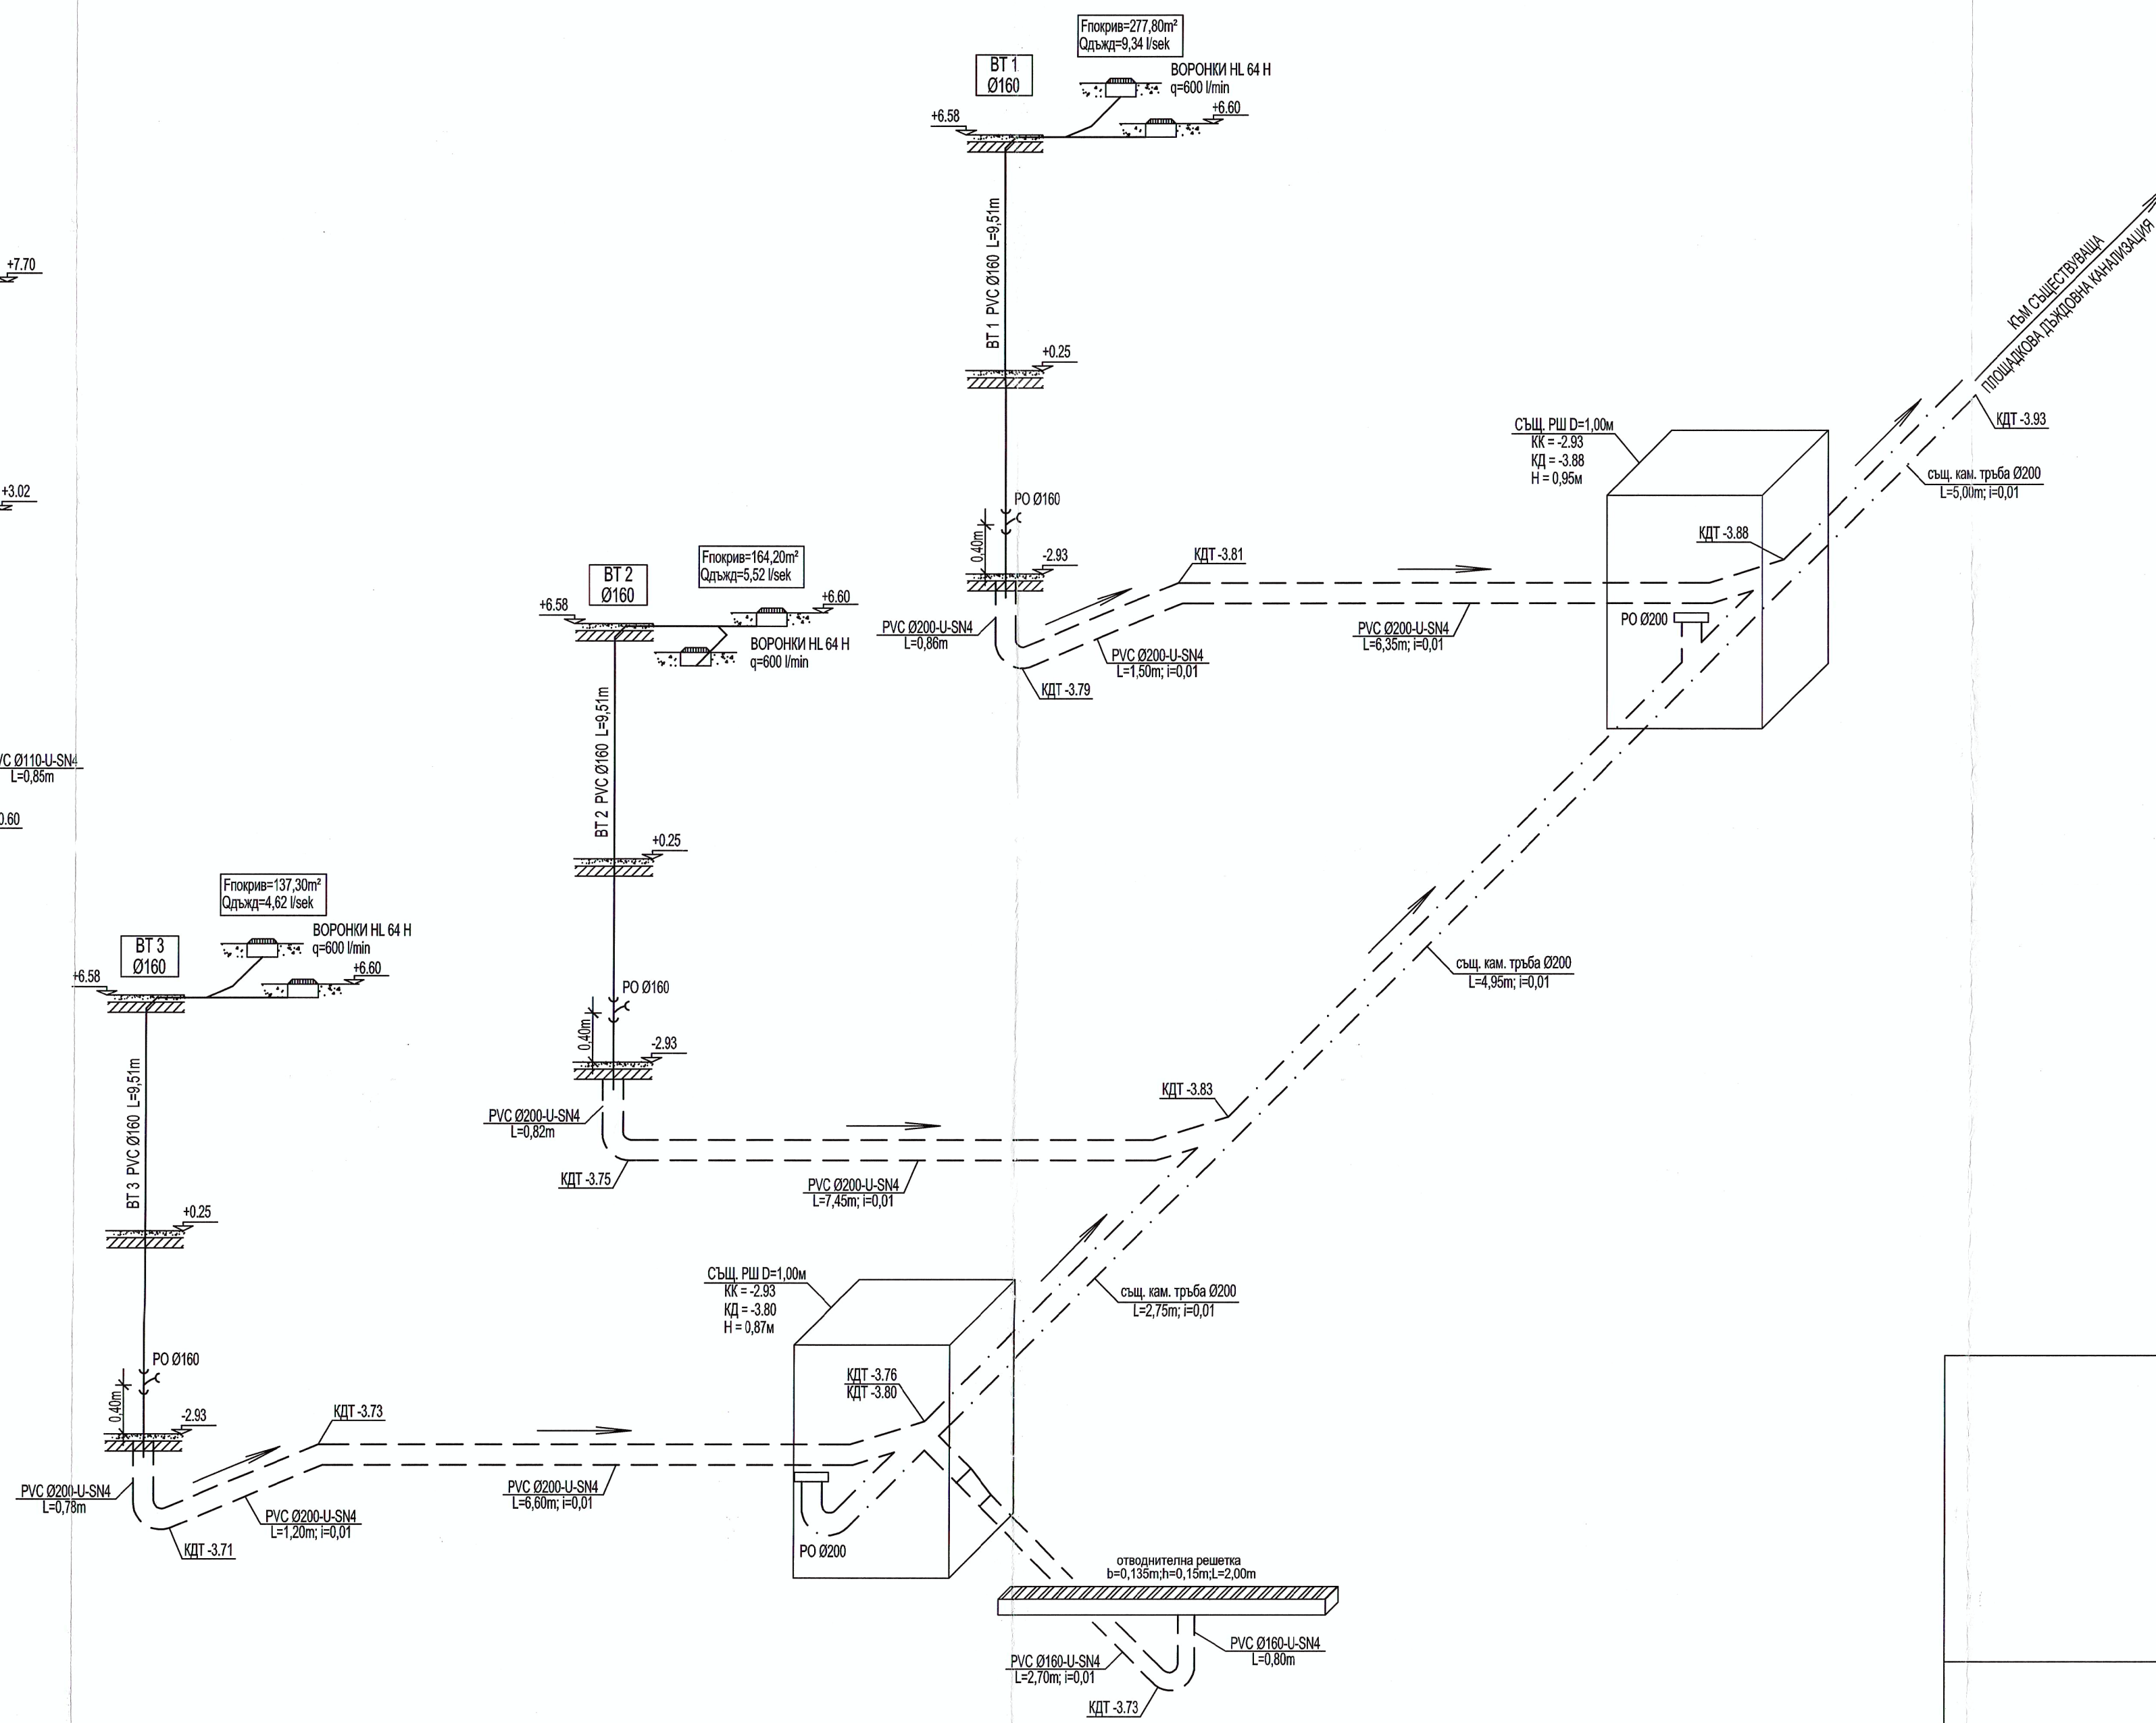 Fпокрив=277,80m²
Qдъжд=9,34 l/sek
ВТ 1
Ø160
ВОРОНКИ HL 64 H
q=600 l/min
+6.60
+6.58
ВТ 1 PVC Ø160 L=9,51m
+0.25
РО Ø160
0,40m
-2.93
PVC Ø200-U-SN4
L=0,86m
КДТ -3.81
PVC Ø200-U-SN4
L=1,50m; i=0,01
КДТ -3.79
PVC Ø200-U-SN4
L=6,35m; i=0,01
СЪЩ. РШ D=1,00м
КК = -2.93
КД = -3.88
Н = 0,95м
КДТ -3.88
РО Ø200
КЪМ СЪЩЕСТВУВАЩА
ПЛОЩАДКОВА ДЪЖДОВНА КАНАЛИЗАЦИЯ
КДТ -3.93
същ. кам. тръба Ø200
L=5,00m; i=0,01
+7.70
+3.02
Ø110-U-SN4
L=0,85m
Fпокрив=164,20m²
Qдъжд=5,52 l/sek
ВТ 2
Ø160
+6.58
+6.60
ВОРОНКИ HL 64 H
q=600 l/min
ВТ 2 PVC Ø160 L=9,51m
+0.25
РО Ø160
0,40m
-2.93
PVC Ø200-U-SN4
L=0,82m
КДТ -3.75
PVC Ø200-U-SN4
L=7,45m; i=0,01
КДТ -3.83
същ. кам. тръба Ø200
L=4,95m; i=0,01
Fпокрив=137,30m²
Qдъжд=4,62 l/sek
ВТ 3
Ø160
ВОРОНКИ HL 64 H
q=600 l/min
+6.60
+6.58
ВТ 3 PVC Ø160 L=9,51m
+0.25
РО Ø160
0,40m
-2.93
PVC Ø200-U-SN4
L=0,78m
КДТ -3.73
PVC Ø200-U-SN4
L=1,20m; i=0,01
КДТ -3.71
PVC Ø200-U-SN4
L=6,60m; i=0,01
СЪЩ. РШ D=1,00м
КК = -2.93
КД = -3.80
Н = 0,87м
КДТ -3.76
КДТ -3.80
РО Ø200
същ. кам. тръба Ø200
L=2,75m; i=0,01
отводнителна решетка
b=0,135m;h=0,15m;L=2,00m
PVC Ø160-U-SN4
L=0,80m
PVC Ø160-U-SN4
L=2,70m; i=0,01
КДТ -3.73